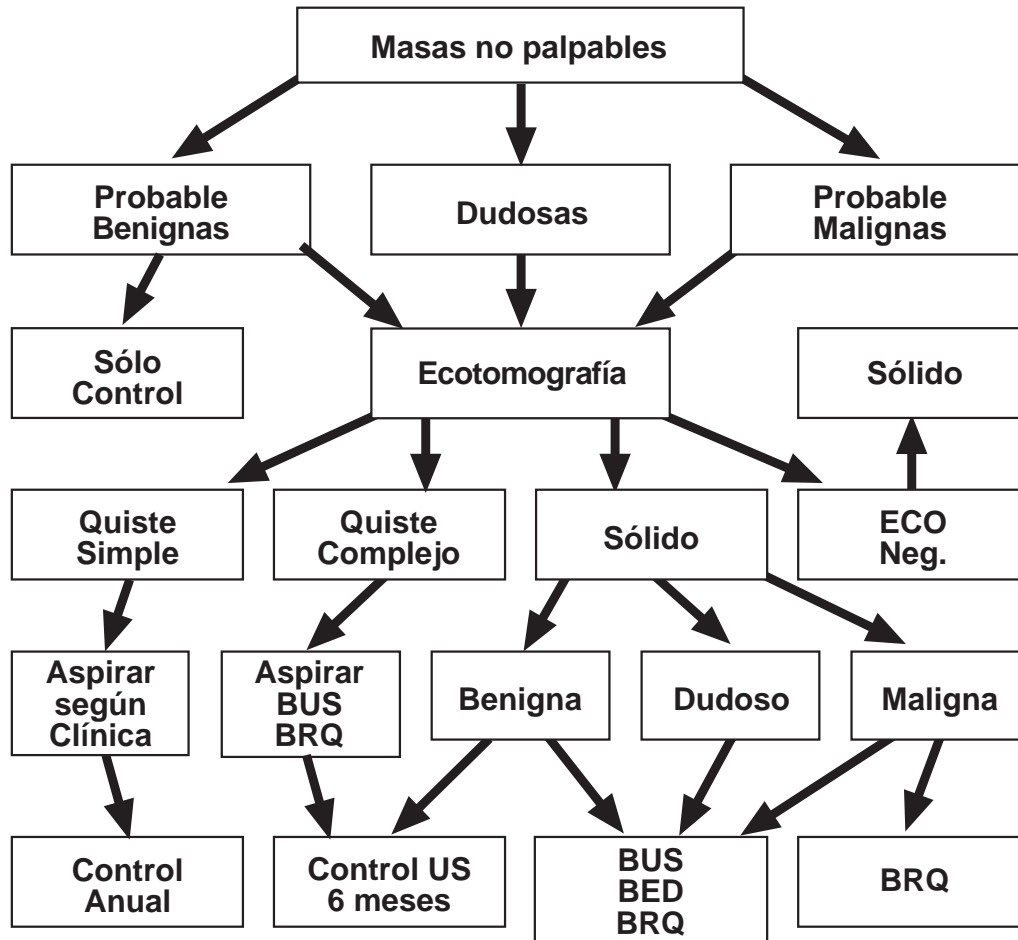 Masas no palpables
Probable
Benignas
Dudosas
Probable
Malignas
Sólo
Control
Ecotomografía
Sólido
Quiste
Simple
Quiste
Complejo
Sólido
ECO
Neg.
Aspirar
según
Clínica
Aspirar
BUS
BRQ
Benigna
Dudoso
Maligna
Control
Anual
Control US
6 meses
BUS
BED
BRQ
BRQ